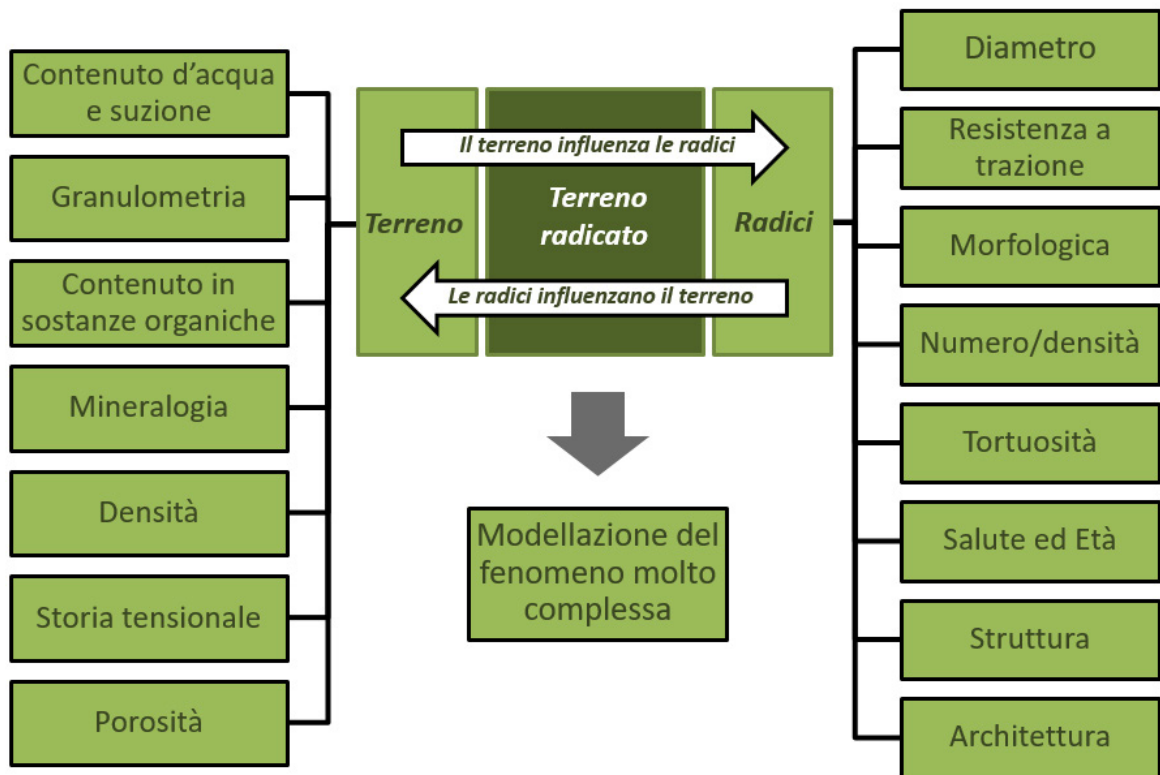 Contenuto d'acqua
e suzione
Granulometria
Contenuto in
sostanze organiche
Mineralogia
Densità
Storia tensionale
Porosità
Terreno
Il terreno influenza le radici
Terreno
radicato
Le radici influenzano il terreno
Radici
Modellazione del
fenomeno molto
complessa
Diametro
Resistenza a
trazione
Morfologica
Numero/densità
Tortuosità
Salute ed Età
Struttura
Architettura